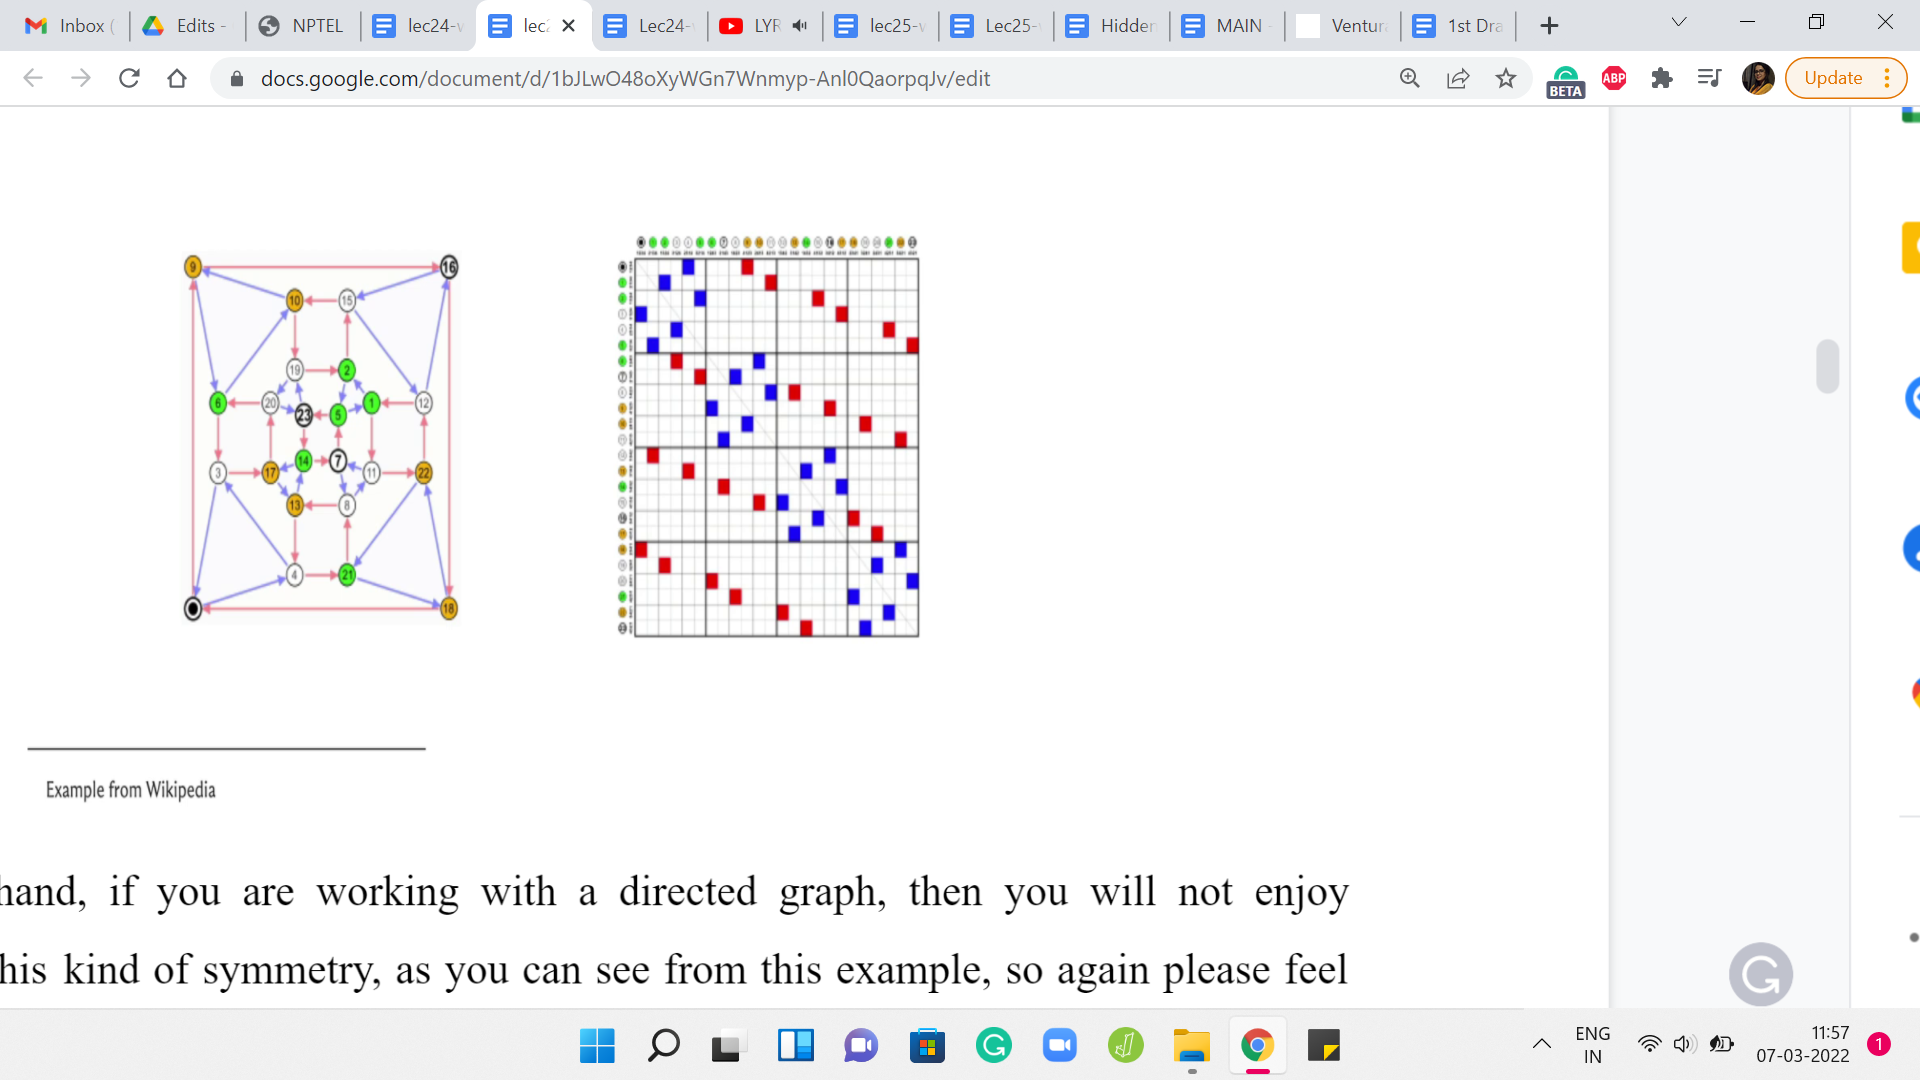 Inbox (
Edits -
NPTEL
lec24-v
lec2
Lec24-
LYR
lec25-v
Lec25-
Hidden
MAIN -
Ventura
1st Dra
docs.google.com/document/d/1bJLwO48oXyWGn7Wnmyp-Anl0QaorpqJv/edit
BETA
ABP
Update
9
16
10
15
19
2
6
20
23
5
1
12
3
17
14
7
11
22
13
8
4
21
18
Example from Wikipedia
hand, if you are working with a directed graph, then you will not enjoy
his kind of symmetry, as you can see from this example, so again please feel
ENG
IN
11:57
07-03-2022
1